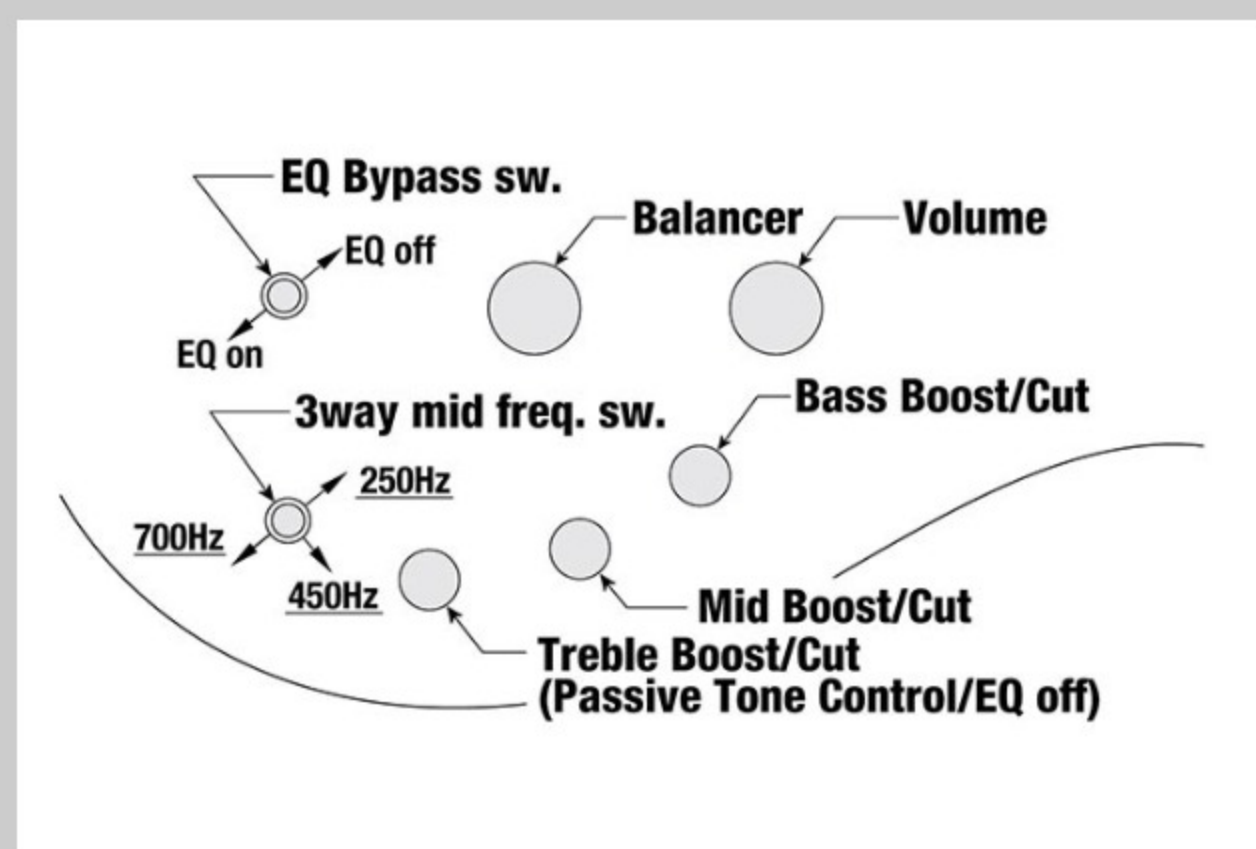 EQ Bypass sw.
Balancer
Volume
EQ off
EQ on
3way mid freq. sw.
Bass Boost/Cut
250Hz
700Hz
450Hz
Mid Boost/Cut
Treble Boost/Cut
(Passive Tone Control/EQ off)